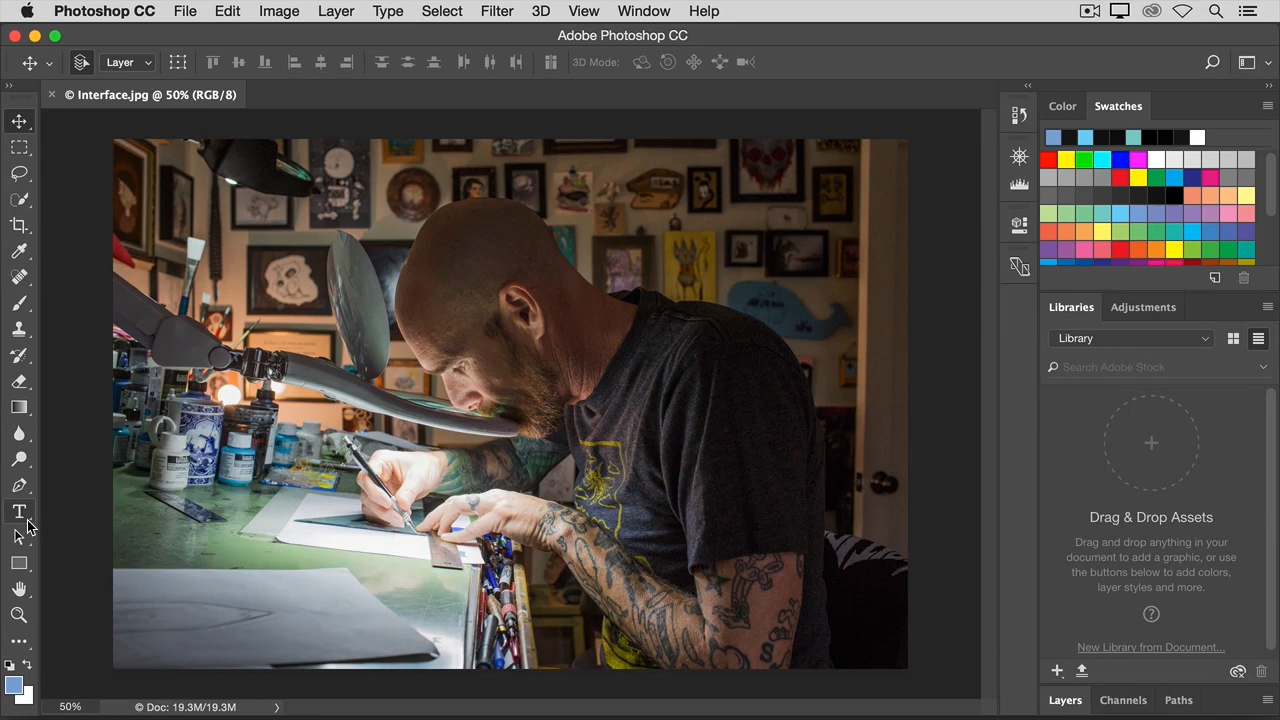 Photoshop CC File Edit Image Layer Type Select Filter 3D View Window Help
Adobe Photoshop CC
Layer 3D Mode:
× © Interface.jpg @ 50% (RGB/8)
Color Swatches
Libraries Adjustments
Library
Search Adobe Stock
Drag & Drop Assets
Drag and drop anything in your
document to add a graphic, or use
the buttons below to add colors,
layer styles and more.
New Library from Document...
50% © Doc: 19.3M/19.3M
Layers Channels Paths